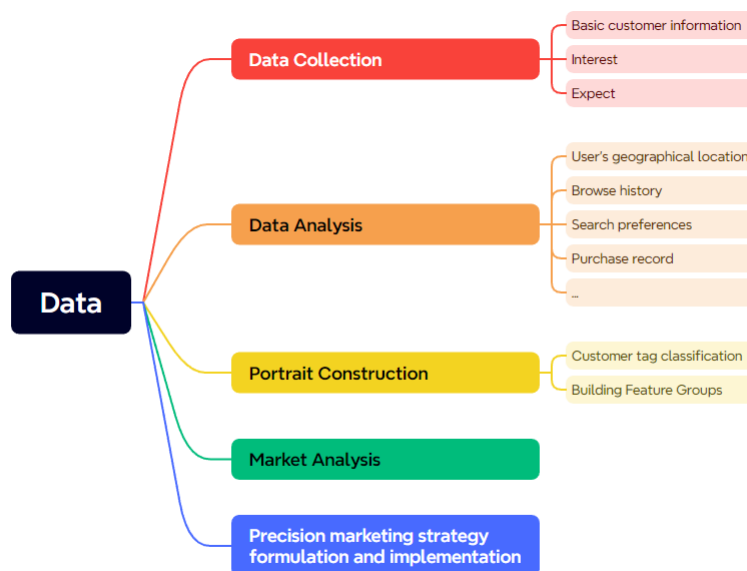 Data
Data Collection
Basic customer information
Interest
Expect
Data Analysis
User's geographical location
Browse history
Search preferences
Purchase record
...
Portrait Construction
Customer tag classification
Building Feature Groups
Market Analysis
Precision marketing strategy
formulation and implementation